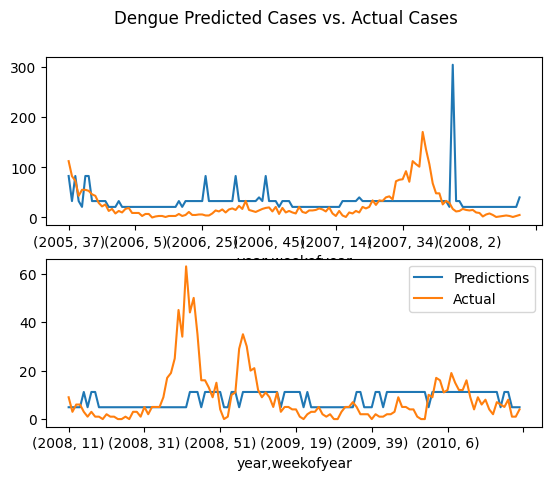 Dengue Predicted Cases vs. Actual Cases
300
200
100
0
(2005, 37) (2006, 5) (2006, 25) (2006, 45) (2007, 14) (2007, 34) (2008, 2)
year,weekofyear
60
40
20
0
Predictions
Actual
(2008, 11) (2008, 31) (2008, 51) (2009, 19) (2009, 39) (2010, 6)
year,weekofyear